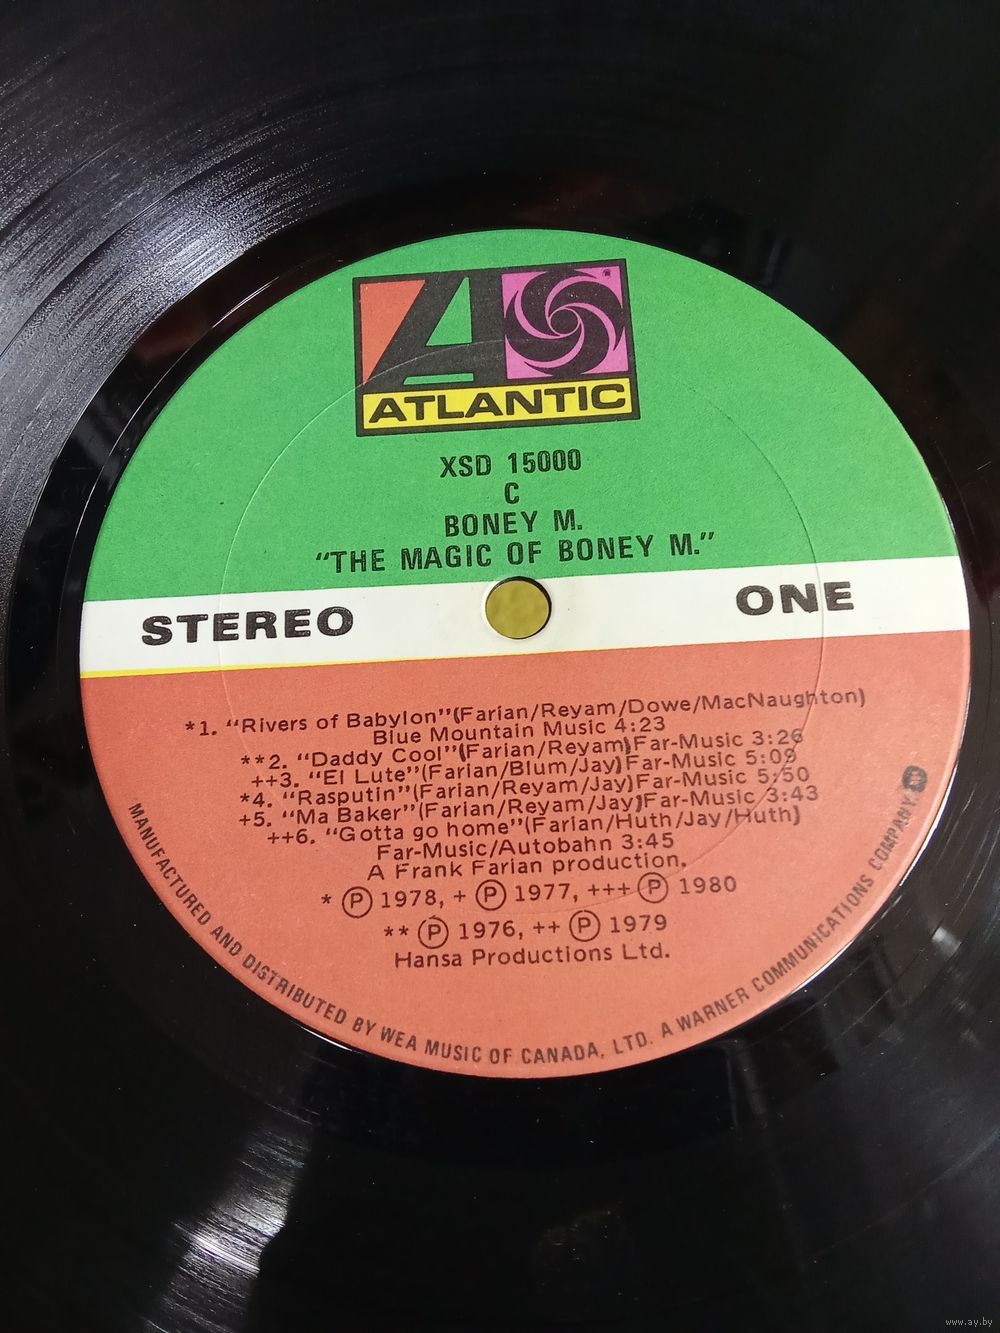 ATLANTIC
XSD 15000
C
BONEY M.
"THE MAGIC OF BONEY M."
STEREO ONE
*1. "Rivers of Babylon"(Farian/Reyam/Dowe/MacNaughton)
Blue Mountain Music 4:23
**2. "Daddy Cool"(Farian/Reyam)Far-Music 3:26
++3. "El Lute"(Farian/Blum/Jay)Far-Music 5:09
*4. "Rasputin"(Farian/Reyam/Jay)Far-Music 5:50
+5. "Ma Baker"(Farian/Reyam/Jay)Far-Music 3:43
++6. "Gotta go home"(Farian/Huth/Jay/Huth)
Far-Music/Autobahn 3:45
A Frank Farian production.
* Ⓟ 1978, + Ⓟ 1977, +++ Ⓟ 1980
** Ⓟ 1976, ++ Ⓟ 1979
Hansa Productions Ltd.
MANUFACTURED AND DISTRIBUTED BY WEA MUSIC OF CANADA, LTD. A WARNER COMMUNICATIONS COMPANY.
www.ay.by